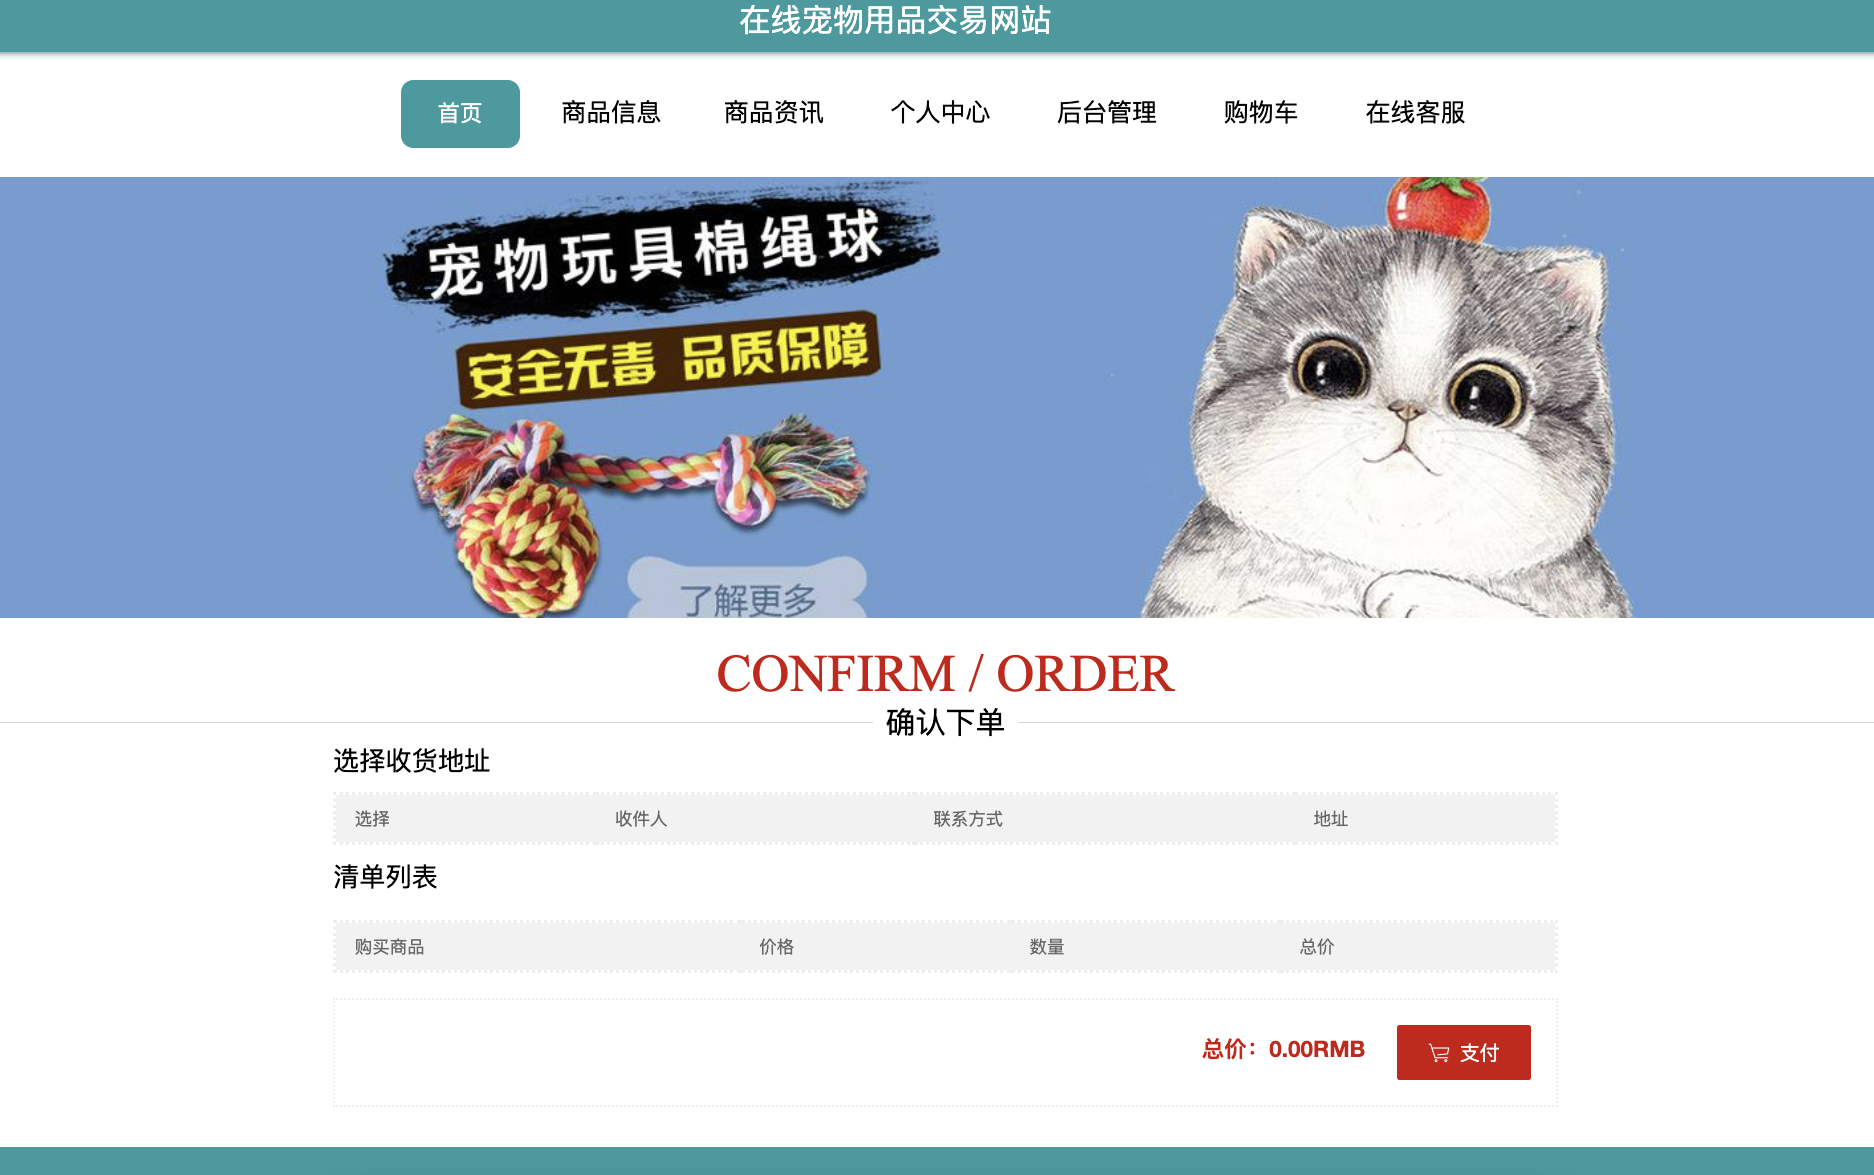 在线宠物用品交易网站
首页 商品信息 商品资讯 个人中心 后台管理 购物车 在线客服
宠物玩具棉绳球
安全无毒 品质保障
了解更多
CONFIRM / ORDER
确认下单
选择收货地址
选择 收件人 联系方式 地址
清单列表
购买商品 价格 数量 总价
总价：0.00RMB 支付